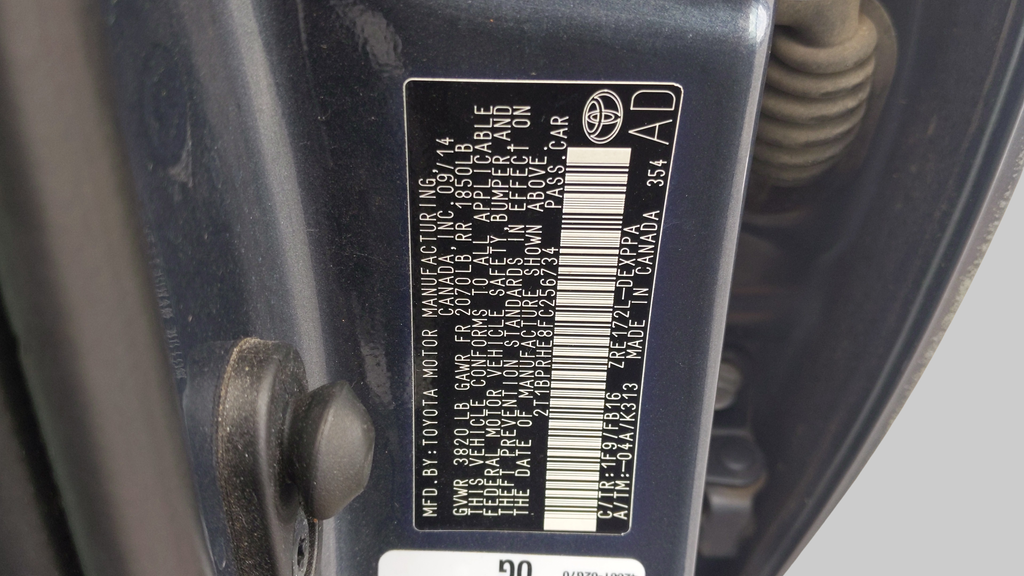 MFD.BY:TOYOTA MOTOR MANUFACTURING,
CANADA, INC. 09/14
GVWR 3820LB GAWR FR 2070LB RR 1850LB
THIS VEHICLE CONFORMS TO ALL APPLICABLE
FEDERAL MOTOR VEHICLE SAFETY, BUMPER, AND
THEFT PREVENTION STANDARDS IN EFFECT ON
THE DATE OF MANUFACTURE SHOWN ABOVE.
2T1BPRHE8FC256734 PASS.CAR
C/TR:1F9/FB16 ZRE172L-DEXPPA 354
A/TM:-04A/K313 MADE IN CANADA
AD
OG